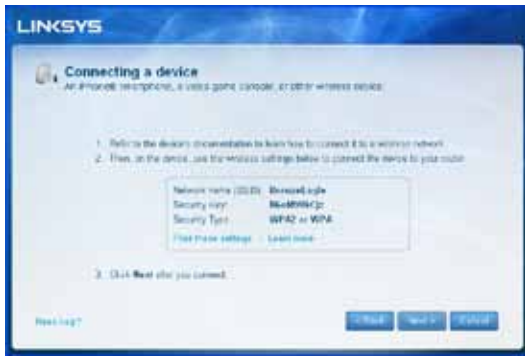 LINKSYS
Connecting a device
An iPhone® smartphone, a video game console, or other wireless device
1. Refer to the device's documentation to learn how to connect it to a wireless network.
2. Then, on the device, use the wireless settings below to connect the device to your router.
Network name (SSID):
Security Key:
Security Type: WPA2 or WPA
Print these settings Learn more
3. Click Next after you connect.
Need help?
< Back Next > Cancel